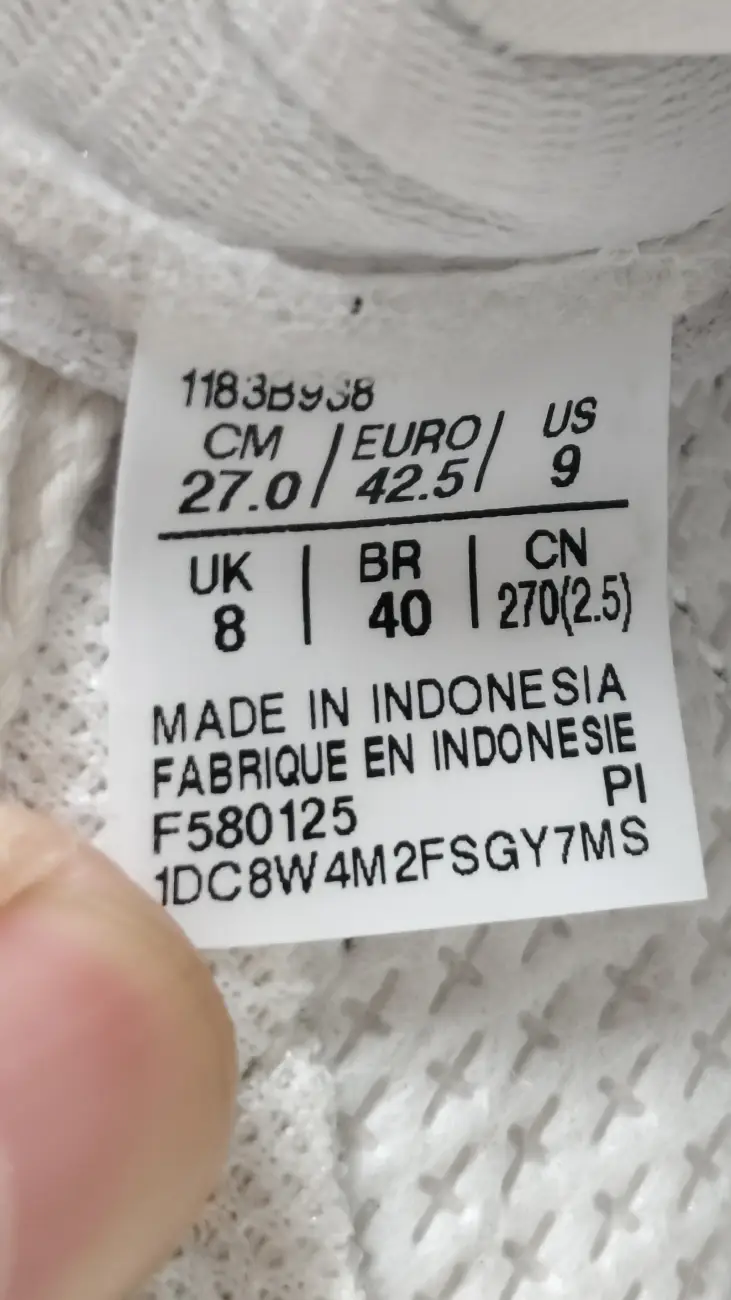 1183B938
CM / EURO / US
27.0 / 42.5 / 9
UK | BR | CN
8 | 40 | 270(2.5)
MADE IN INDONESIA
FABRIQUE EN INDONESIE
F580125 PI
1DC8W4M2FSGY7MS